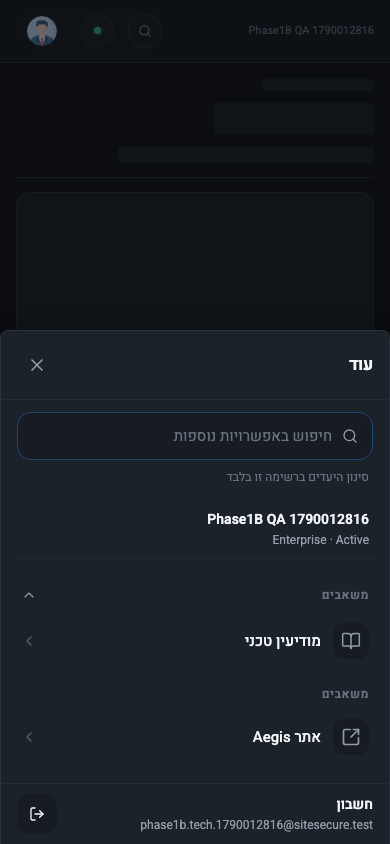 Phase1B QA 1790012816
עוד
חיפוש באפשרויות נוספות
סינון היעדים ברשימה זו בלבד
Phase1B QA 1790012816
Enterprise · Active
משאבים
מודיעין טכני
משאבים
אתר Aegis
חשבון
phase1b.tech.1790012816@sitesecure.test